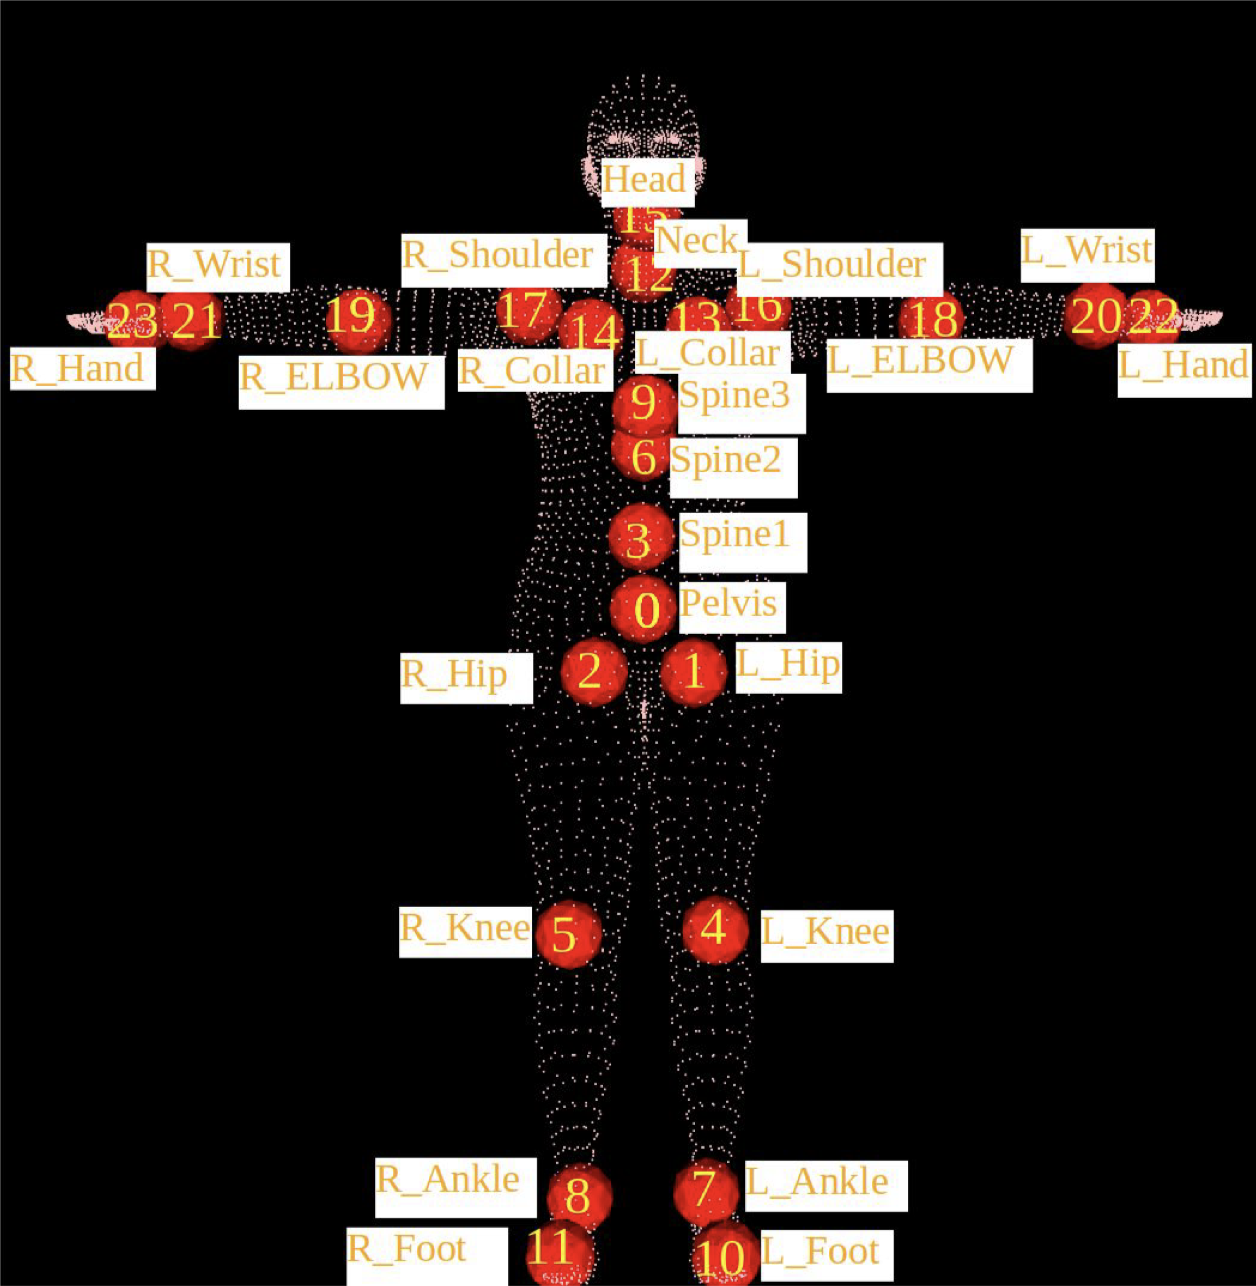 Head
15
Neck
R_Shoulder
12
L_Shoulder
R_Wrist
L_Wrist
23
21
19
17
14
13
16
18
20
22
R_Hand
R_ELBOW
R_Collar
L_Collar
L_ELBOW
L_Hand
9
Spine3
6
Spine2
3
Spine1
0
Pelvis
R_Hip
2
1
L_Hip
R_Knee
5
4
L_Knee
R_Ankle
8
7
L_Ankle
R_Foot
11
10
L_Foot